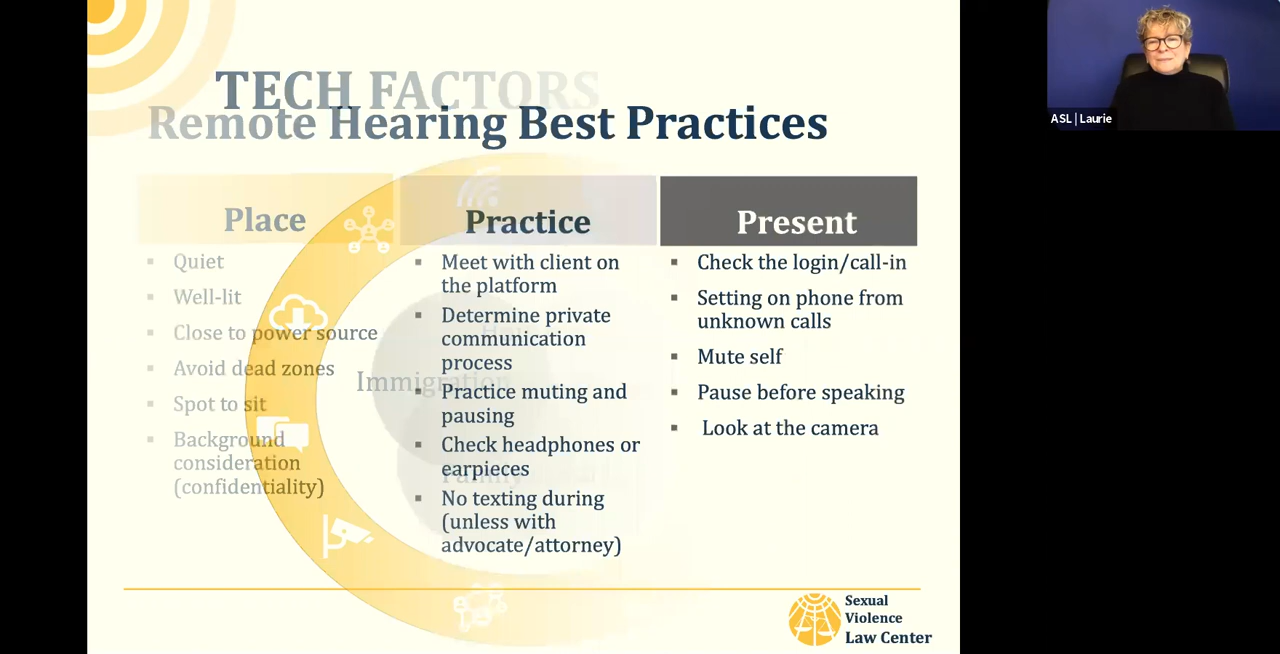 TECH FACTORS
Remote Hearing Best Practices
Place
Quiet
Well-lit
Close to power source
Avoid dead zones
Spot to sit
Background
consideration
(confidentiality)
Practice
Meet with client on
the platform
Determine private
communication
process
Practice muting and
pausing
Check headphones or
earpieces
No texting during
(unless with
advocate/attorney)
Present
Check the login/call-in
Setting on phone from
unknown calls
Mute self
Pause before speaking
Look at the camera
Immigration
Family
Sexual
Violence
Law Center
ASL | Laurie